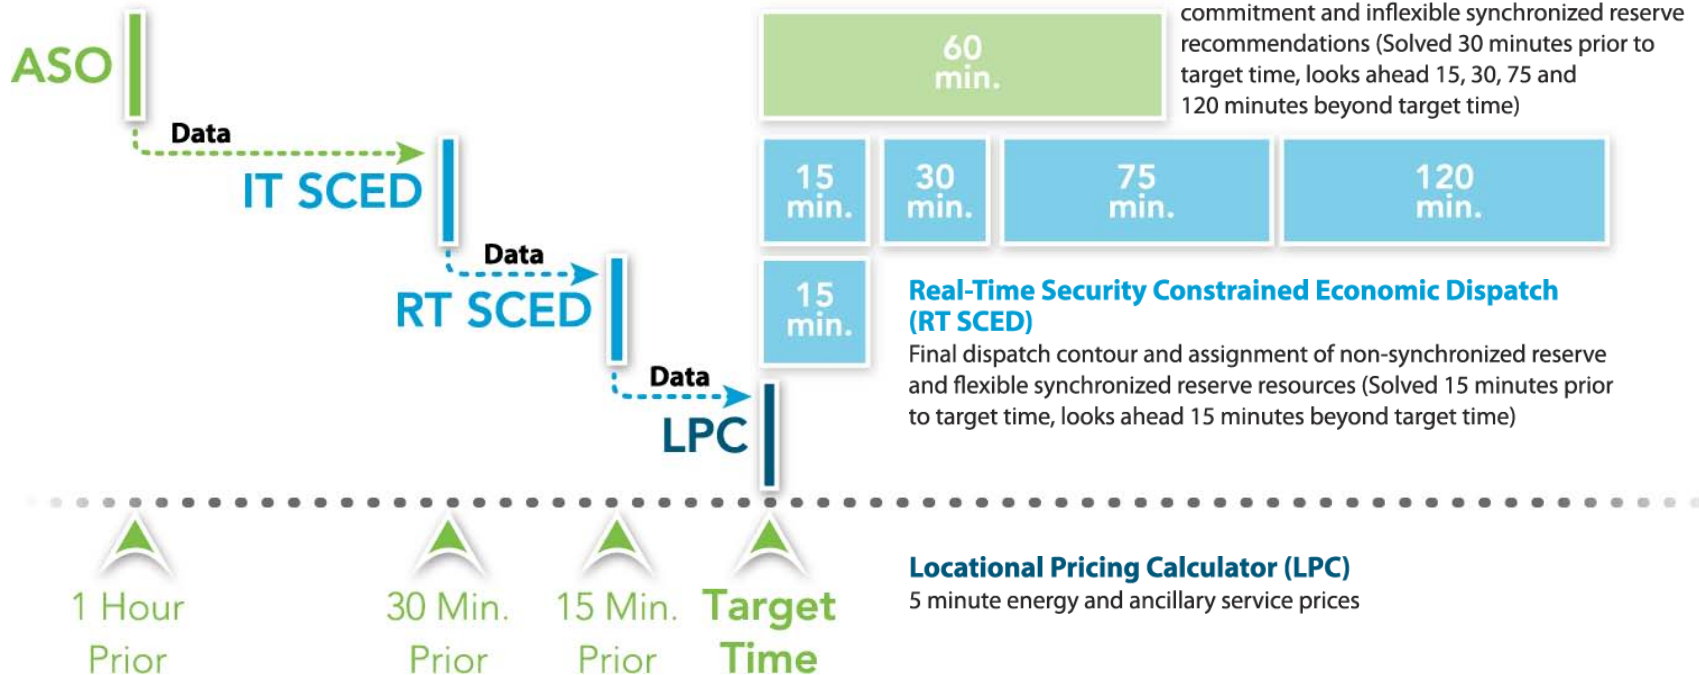 commitment and inflexible synchronized reserve
recommendations (Solved 30 minutes prior to
target time, looks ahead 15, 30, 75 and
120 minutes beyond target time)
ASO
60
min.
Data
IT SCED
15
min.
30
min.
75
min.
120
min.
Data
RT SCED
15
min.
Real-Time Security Constrained Economic Dispatch
(RT SCED)
Final dispatch contour and assignment of non-synchronized reserve
and flexible synchronized reserve resources (Solved 15 minutes prior
to target time, looks ahead 15 minutes beyond target time)
Data
LPC
1 Hour
Prior
30 Min.
Prior
15 Min.
Prior
Target
Time
Locational Pricing Calculator (LPC)
5 minute energy and ancillary service prices